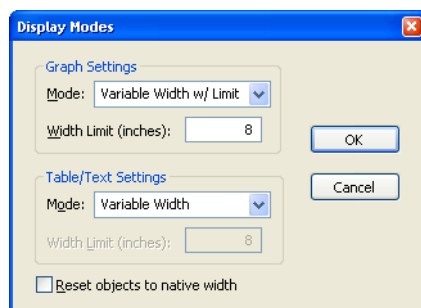 Display Modes
Graph Settings
Mode: Variable Width w/ Limit
Width Limit (inches): 8
OK
Table/Text Settings
Cancel
Mode: Variable Width
Width Limit (inches): 8
Reset objects to native width